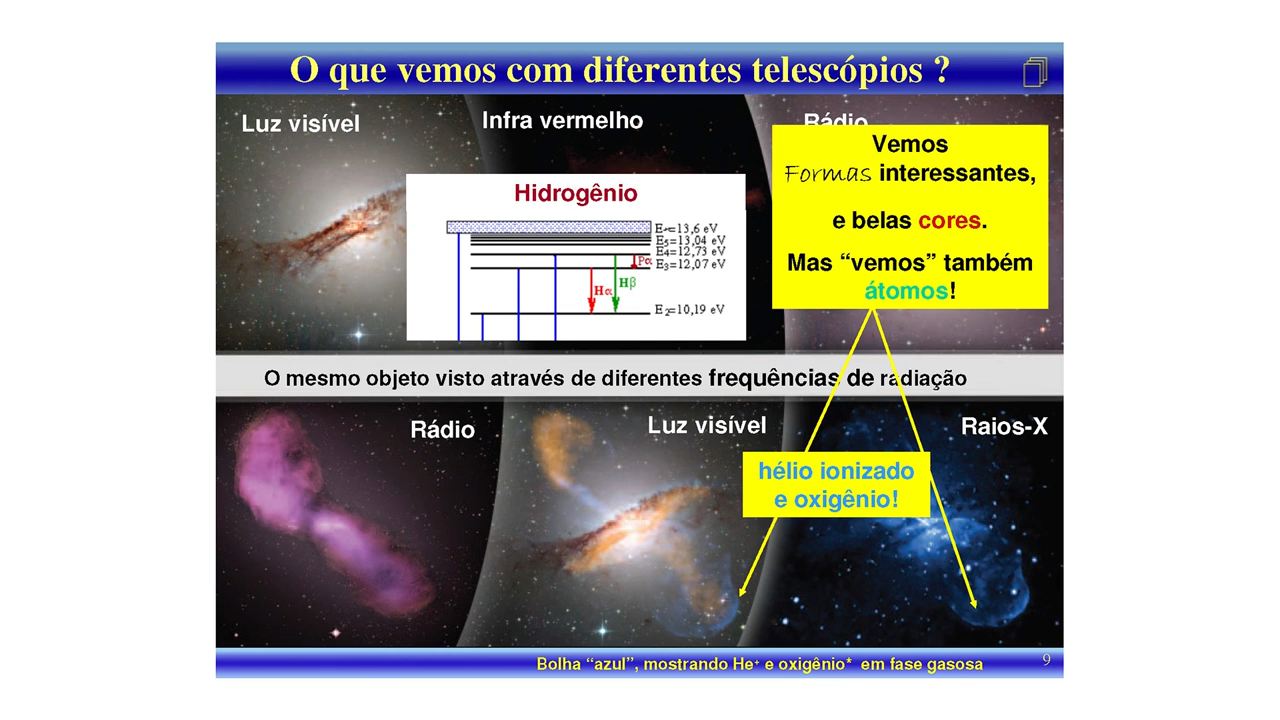 O que vemos com diferentes telescópios ?
Luz visível
Infra vermelho
Rádio
Vemos
Formas interessantes,
e belas cores.
Mas “vemos” também
átomos!
Hidrogênio
E∞=13,6 eV
E5=13,04 eV
E4=12,73 eV
E3=12,07 eV
Pα
Hα
Hβ
E2=10,19 eV
O mesmo objeto visto através de diferentes frequências de radiação
Rádio
Luz visível
Raios-X
hélio ionizado
e oxigênio!
Bolha “azul”, mostrando He+ e oxigênio* em fase gasosa
9